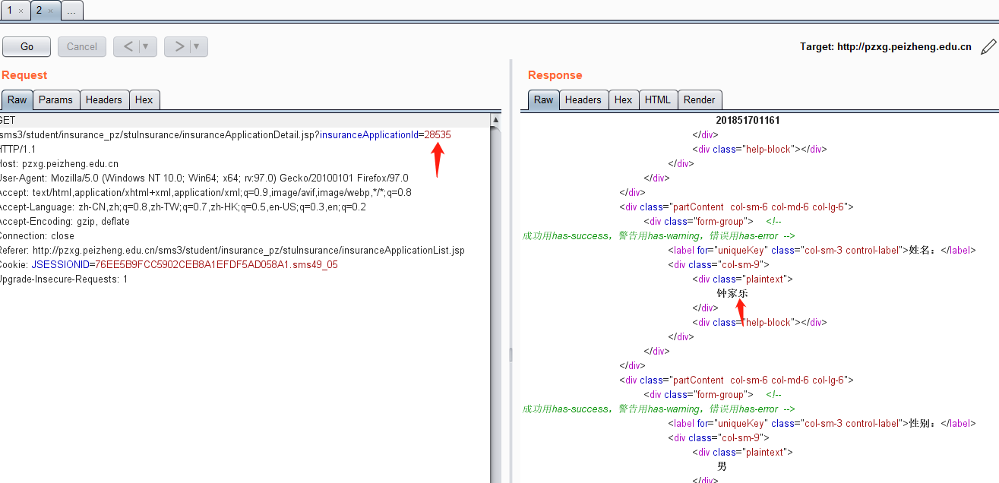 1 × 2 × ...
Go Cancel < ▼ > ▼
Target: http://pzxg.peizheng.edu.cn
Request
Raw Params Headers Hex
GET
/sms3/student/insurance_pz/stuInsurance/insuranceApplicationDetail.jsp?insuranceApplicationId=28535
HTTP/1.1
Host: pzxg.peizheng.edu.cn
User-Agent: Mozilla/5.0 (Windows NT 10.0; Win64; x64; rv:97.0) Gecko/20100101 Firefox/97.0
Accept: text/html,application/xhtml+xml,application/xml;q=0.9,image/avif,image/webp,*/*;q=0.8
Accept-Language: zh-CN,zh;q=0.8,zh-TW;q=0.7,zh-HK;q=0.5,en-US;q=0.3,en;q=0.2
Accept-Encoding: gzip, deflate
Connection: close
Referer: http://pzxg.peizheng.edu.cn/sms3/student/insurance_pz/stuInsurance/insuranceApplicationList.jsp
Cookie: JSESSIONID=76EE5B9FCC5902CEB8A1EFDF5AD058A1.sms49_05
Upgrade-Insecure-Requests: 1
Response
Raw Headers Hex HTML Render
201851701161
</div>
<div class="help-block"></div>
</div>
</div>
</div>
<div class="partContent  col-sm-6 col-md-6 col-lg-6">
<div class="form-group"> <!--
成功用has-success，警告用has-warning，错误用has-error -->
<label for="uniqueKey" class="col-sm-3 control-label">姓名：</label>
<div class="col-sm-9">
<div class="plaintext">
钟家乐
</div>
<div class="help-block"></div>
</div>
</div>
</div>
<div class="partContent  col-sm-6 col-md-6 col-lg-6">
<div class="form-group"> <!--
成功用has-success，警告用has-warning，错误用has-error -->
<label for="uniqueKey" class="col-sm-3 control-label">性别：</label>
<div class="col-sm-9">
<div class="plaintext">
男
</div>